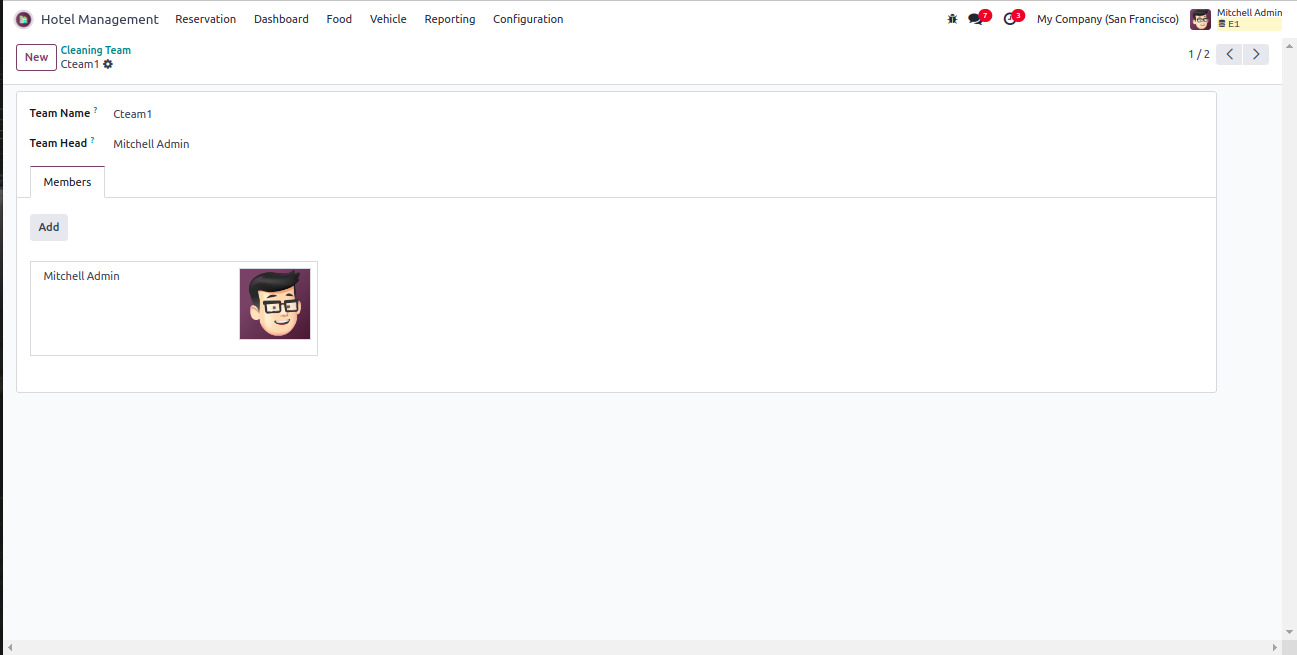 Hotel Management Reservation Dashboard Food Vehicle Reporting Configuration 7 3 My Company (San Francisco) Mitchell Admin
E1
New Cleaning Team 1 / 2
Cteam1
Team Name ? Cteam1
Team Head ? Mitchell Admin
Members
Add
Mitchell Admin